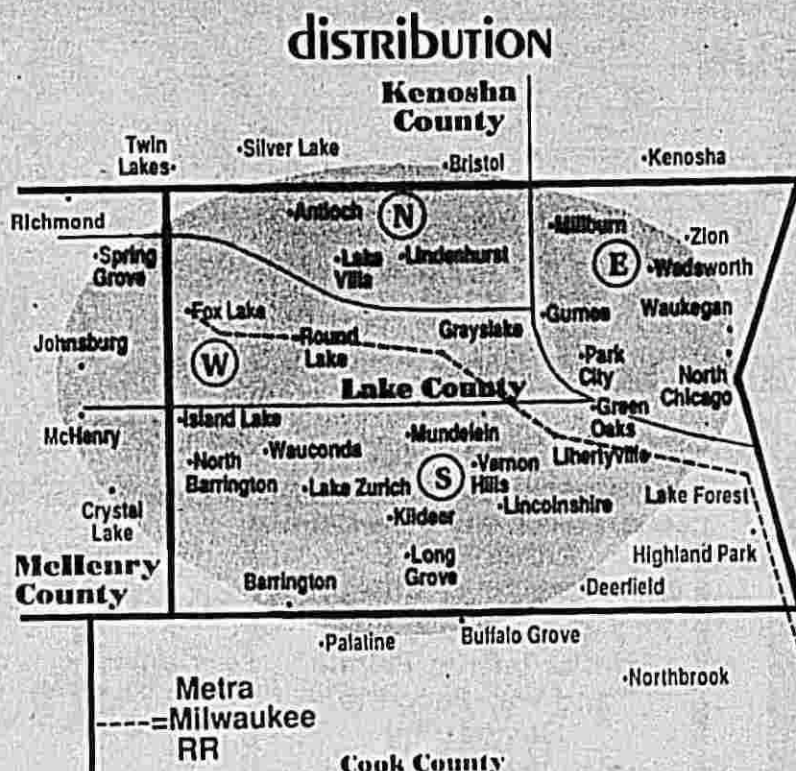 distribution
Kenosha
County
Twin
Lakes
Silver Lake
Bristol
Kenosha
Richmond
Antioch
N
Millburn
Zion
Spring
Grove
Lake
Villa
Lindenhurst
E
Wadsworth
Fox Lake
Gurnee
Waukegan
Johnsburg
Round
Lake
Grayslake
W
Park
City
North
Chicago
Lake County
McHenry
Island Lake
Green
Oaks
Mundelein
Wauconda
North
Barrington
Lake Zurich
S
Vernon
Hills
Libertyville
Lincolnshire
Lake Forest
Crystal
Lake
Kildeer
McHenry
County
Long
Grove
Highland Park
Barrington
Deerfield
Palatine
Buffalo Grove
Northbrook
Metra
=Milwaukee
RR
Cook County